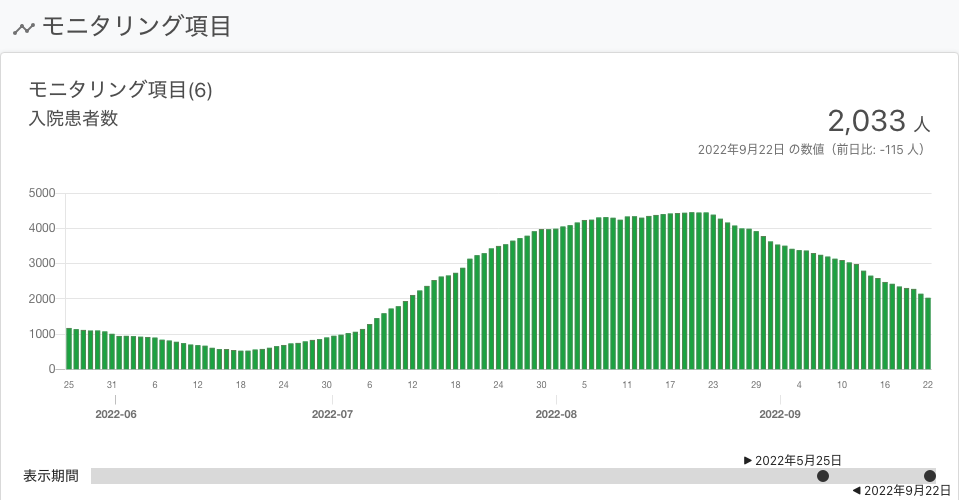 モニタリング項目
モニタリング項目(6)
入院患者数
2,033 人
2022年9月22日 の数値（前日比: -115 人）
5000
4000
3000
2000
1000
0
25 31 6 12 18 24 30 6 12 18 24 30 5 11 17 23 29 4 10 16 22
2022-06 2022-07 2022-08 2022-09
表示期間
2022年5月25日
2022年9月22日